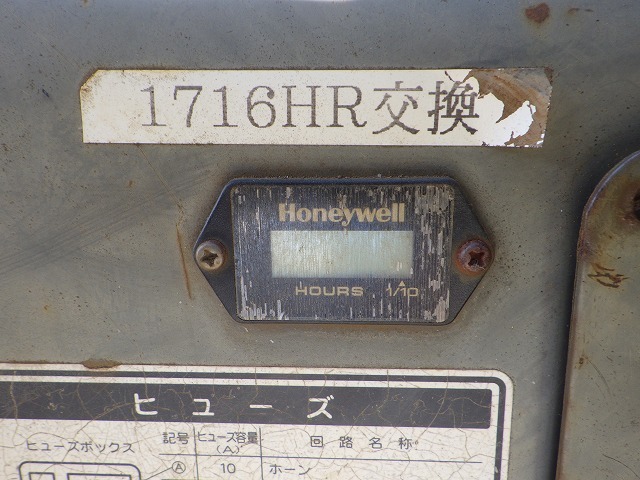 1716HR交換
Honeywell
HOURS 1/10
ヒューズ
ヒューズボックス 記号 ヒューズ容量(A) 回路名称
Ⓐ 10 ホーン